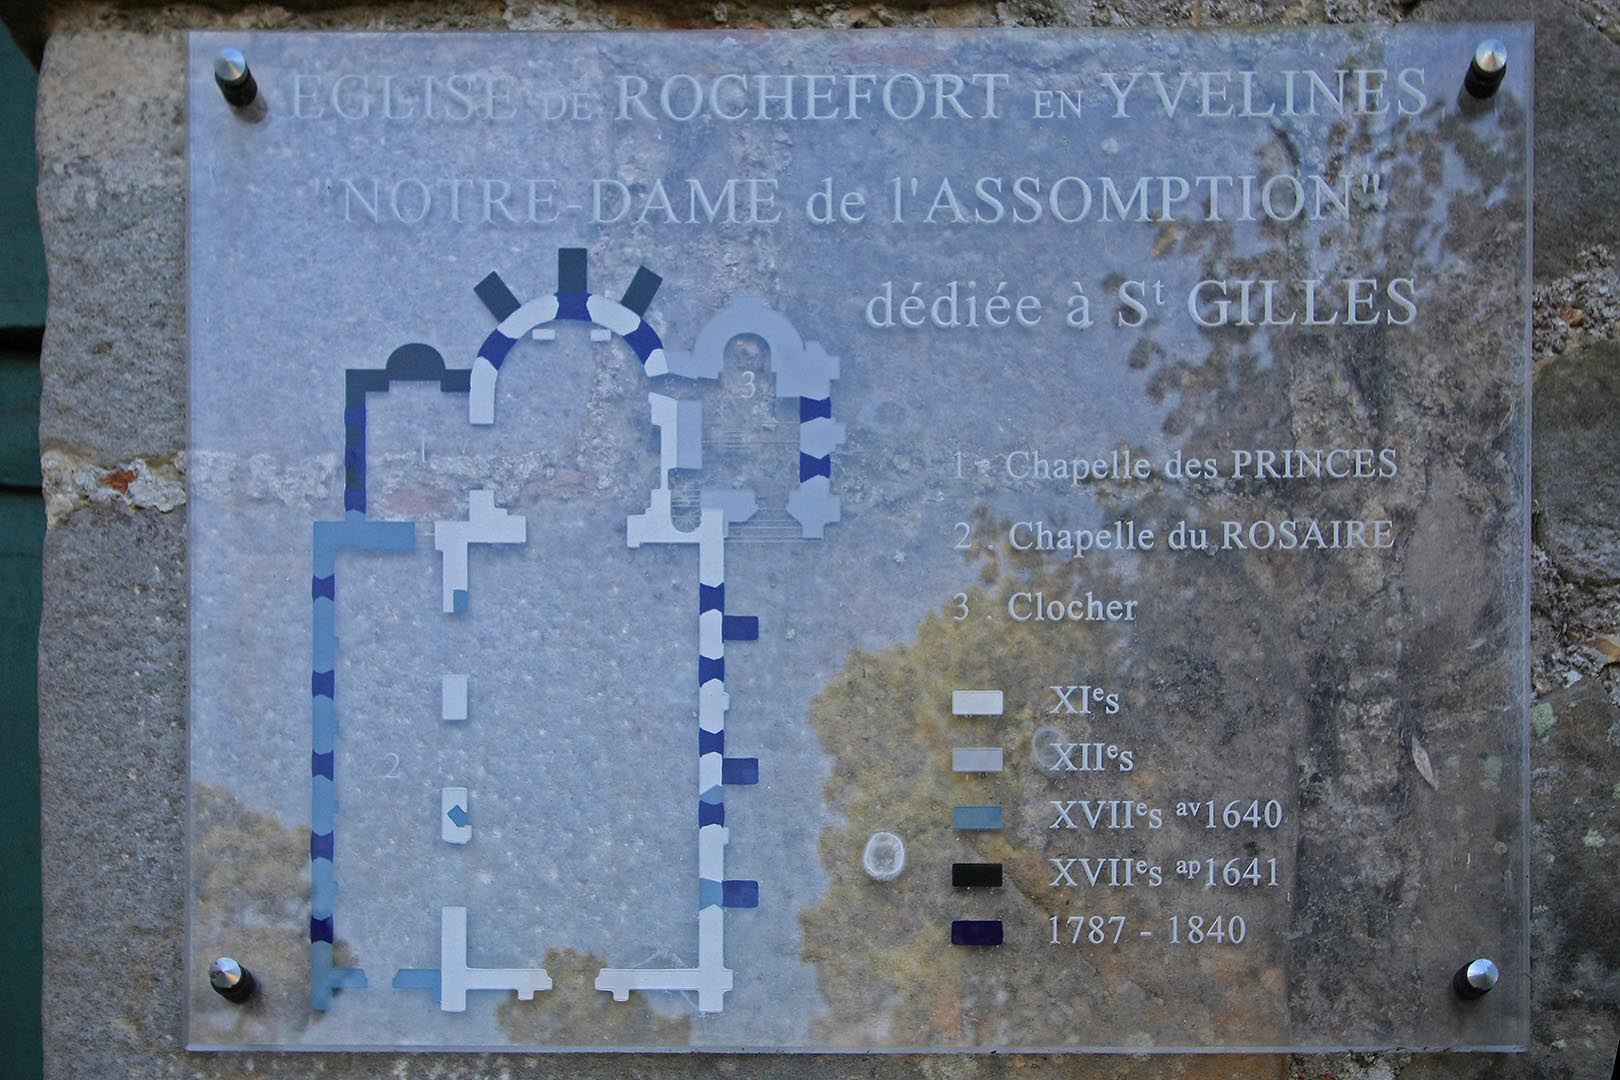 EGLISE DE ROCHEFORT EN YVELINES
"NOTRE-DAME de l'ASSOMPTION"
dédiée à Sᵗ GILLES
3
1
2
1 - Chapelle des PRINCES
2 . Chapelle du ROSAIRE
3 . Clocher
XIᵉs
XIIᵉs
XVIIᵉs ᵃᵛ1640
XVIIᵉs ᵃᵖ1641
1787 - 1840